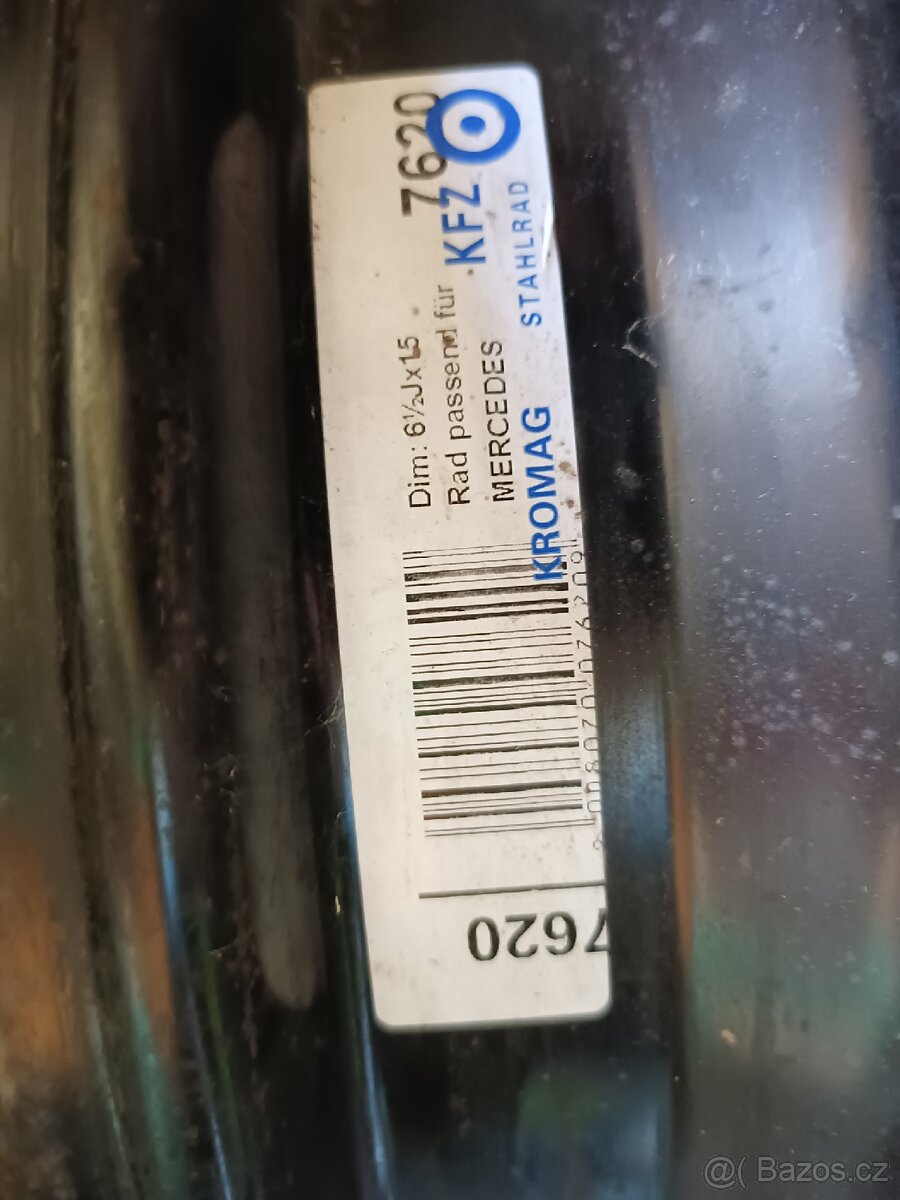 7620
Dim: 6½Jx15
Rad passend für
MERCEDES
KFZ
KROMAG STAHLRAD
7620
@( Bazos.cz